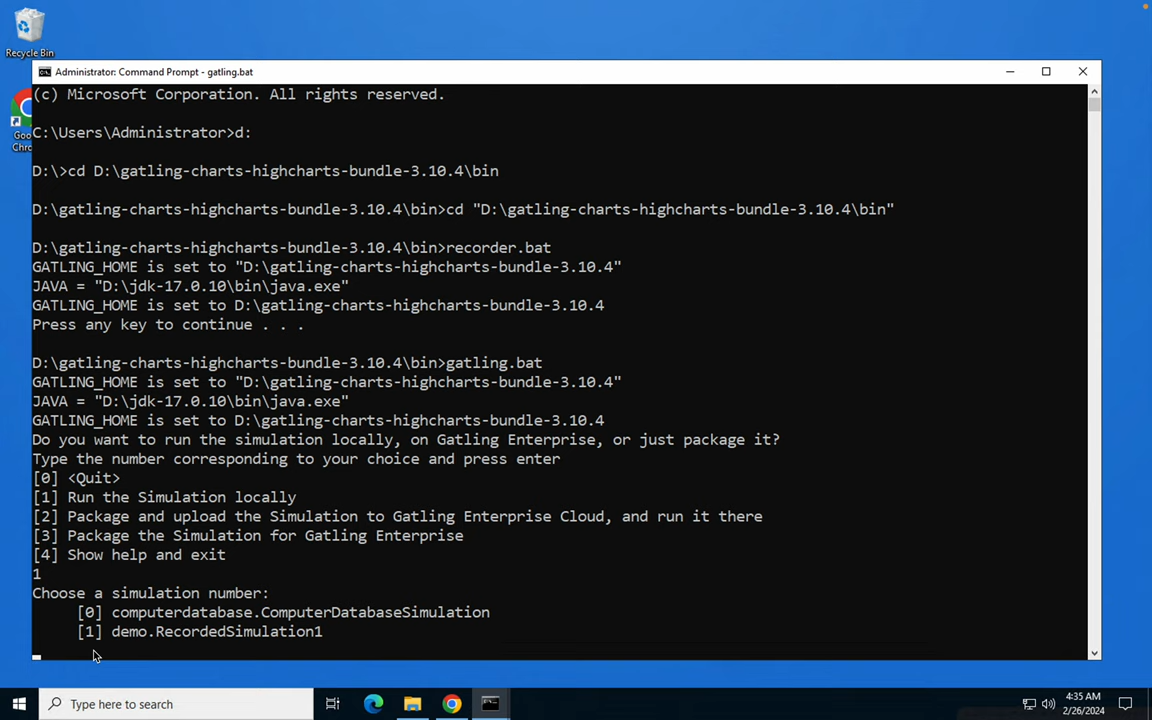 Recycle Bin
Administrator: Command Prompt - gatling.bat
(c) Microsoft Corporation. All rights reserved.
C:\Users\Administrator>d:
D:\>cd D:\gatling-charts-highcharts-bundle-3.10.4\bin
D:\gatling-charts-highcharts-bundle-3.10.4\bin>cd "D:\gatling-charts-highcharts-bundle-3.10.4\bin"
D:\gatling-charts-highcharts-bundle-3.10.4\bin>recorder.bat
GATLING_HOME is set to "D:\gatling-charts-highcharts-bundle-3.10.4"
JAVA = "D:\jdk-17.0.10\bin\java.exe"
GATLING_HOME is set to D:\gatling-charts-highcharts-bundle-3.10.4
Press any key to continue . . .
D:\gatling-charts-highcharts-bundle-3.10.4\bin>gatling.bat
GATLING_HOME is set to "D:\gatling-charts-highcharts-bundle-3.10.4"
JAVA = "D:\jdk-17.0.10\bin\java.exe"
GATLING_HOME is set to D:\gatling-charts-highcharts-bundle-3.10.4
Do you want to run the simulation locally, on Gatling Enterprise, or just package it?
Type the number corresponding to your choice and press enter
[0] <Quit>
[1] Run the Simulation locally
[2] Package and upload the Simulation to Gatling Enterprise Cloud, and run it there
[3] Package the Simulation for Gatling Enterprise
[4] Show help and exit
1
Choose a simulation number:
[0] computerdatabase.ComputerDatabaseSimulation
[1] demo.RecordedSimulation1
Goo
Chro
Type here to search
4:35 AM
2/26/2024